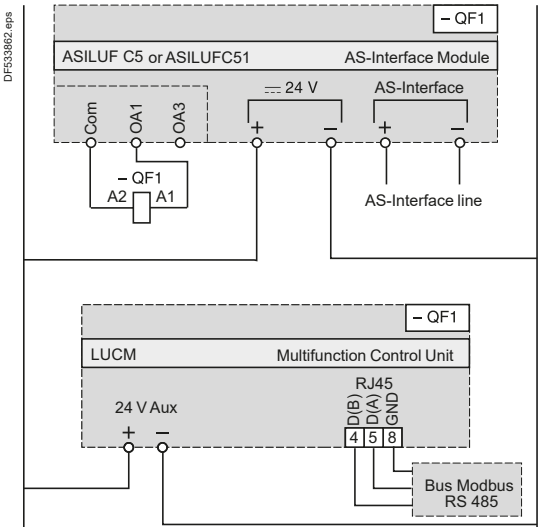 DF533862.eps
– QF1
ASILUF C5 or ASILUFC51 AS-Interface Module
24 V AS-Interface
Com OA1 OA3
+ – + –
– QF1
A2 A1
AS-Interface line
– QF1
LUCM Multifunction Control Unit
RJ45
24 V Aux D(B) D(A) GND
+ – 4 5 8
Bus Modbus
RS 485